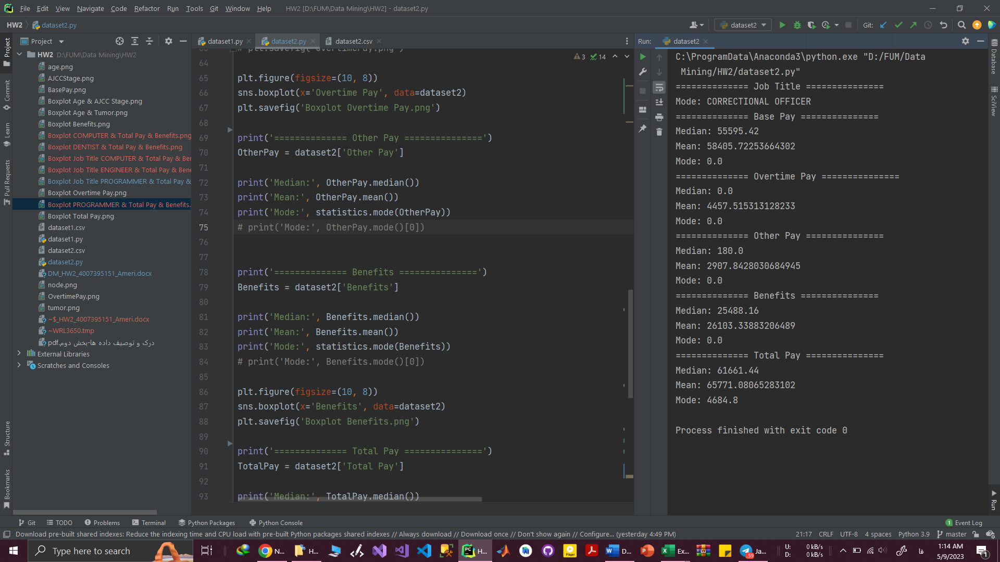 File Edit View Navigate Code Refactor Run Tools Git Window Help HW2 [D:\FUM\Data Mining\HW2] - dataset2.py
HW2 dataset2.py
dataset2
Git:
Project
HW2 D:\FUM\Data Mining\HW2
age.png
AJCCStage.png
BasePay.png
Boxplot Age & AJCC Stage.png
Boxplot Age & Tumor.png
Boxplot Benefits.png
Boxplot COMPUTER & Total Pay & Benefits.png
Boxplot DENTIST & Total Pay & Benefits.png
Boxplot Job Title COMPUTER & Total Pay & Ber
Boxplot Job Title ENGINEER & Total Pay & Bene
Boxplot Job Title PROGRAMMER & Total Pay &
Boxplot Overtime Pay.png
Boxplot PROGRAMMER & Total Pay & Benefits.
Boxplot Total Pay.png
dataset1.csv
dataset1.py
dataset2.csv
dataset2.py
DM_HW2_4007395151_Ameri.docx
node.png
OvertimePay.png
tumor.png
~$_HW2_4007395151_Ameri.docx
~WRL3650.tmp
درک و توصیف داده ها-بخش دوم.pdf
External Libraries
Scratches and Consoles
Project
Commit
Learn
Pull Requests
Structure
Bookmarks
dataset1.py dataset2.py dataset2.csv
3 14
63 # plt.savefig('OvertimePay.png')
64
65 plt.figure(figsize=(10, 8))
66 sns.boxplot(x='Overtime Pay', data=dataset2)
67 plt.savefig('Boxplot Overtime Pay.png')
68
69 print('============== Other Pay ===============')
70 OtherPay = dataset2['Other Pay']
71
72 print('Median:', OtherPay.median())
73 print('Mean:', OtherPay.mean())
74 print('Mode:', statistics.mode(OtherPay))
75 # print('Mode:', OtherPay.mode()[0])
76
77
78 print('============== Benefits ===============')
79 Benefits = dataset2['Benefits']
80
81 print('Median:', Benefits.median())
82 print('Mean:', Benefits.mean())
83 print('Mode:', statistics.mode(Benefits))
84 # print('Mode:', Benefits.mode()[0])
85
86 plt.figure(figsize=(10, 8))
87 sns.boxplot(x='Benefits', data=dataset2)
88 plt.savefig('Boxplot Benefits.png')
89
90 print('============== Total Pay ===============')
91 TotalPay = dataset2['Total Pay']
92
93 print('Median:', TotalPay.median())
Run: dataset2
C:\ProgramData\Anaconda3\python.exe "D:/FUM/Data
Mining/HW2/dataset2.py"
============== Job Title ===============
Mode: CORRECTIONAL OFFICER
============== Base Pay ===============
Median: 55595.42
Mean: 58405.72253664302
Mode: 0.0
============== Overtime Pay ===============
Median: 0.0
Mean: 4457.515313128233
Mode: 0.0
============== Other Pay ===============
Median: 180.0
Mean: 2907.8428030684945
Mode: 0.0
============== Benefits ===============
Median: 25488.16
Mean: 26103.33883206489
Mode: 0.0
============== Total Pay ===============
Median: 61661.44
Mean: 65771.08065283102
Mode: 4684.8
Process finished with exit code 0
Database
SciView
Run
Git TODO Problems Terminal Python Packages Python Console 1 Event Log
Download pre-built shared indexes: Reduce the indexing time and CPU load with pre-built Python packages shared indexes // Always download // Download once // Don't show again // Configure... (yesterday 4:49 PM) 21:17 CRLF UTF-8 4 spaces Python 3.9 master
Type here to search N... H... PC H... Player D... Ex... ..59 Ja... U: 0 kB/s فا 1:14 AM
D: 0 kB/s 5/9/2023 1